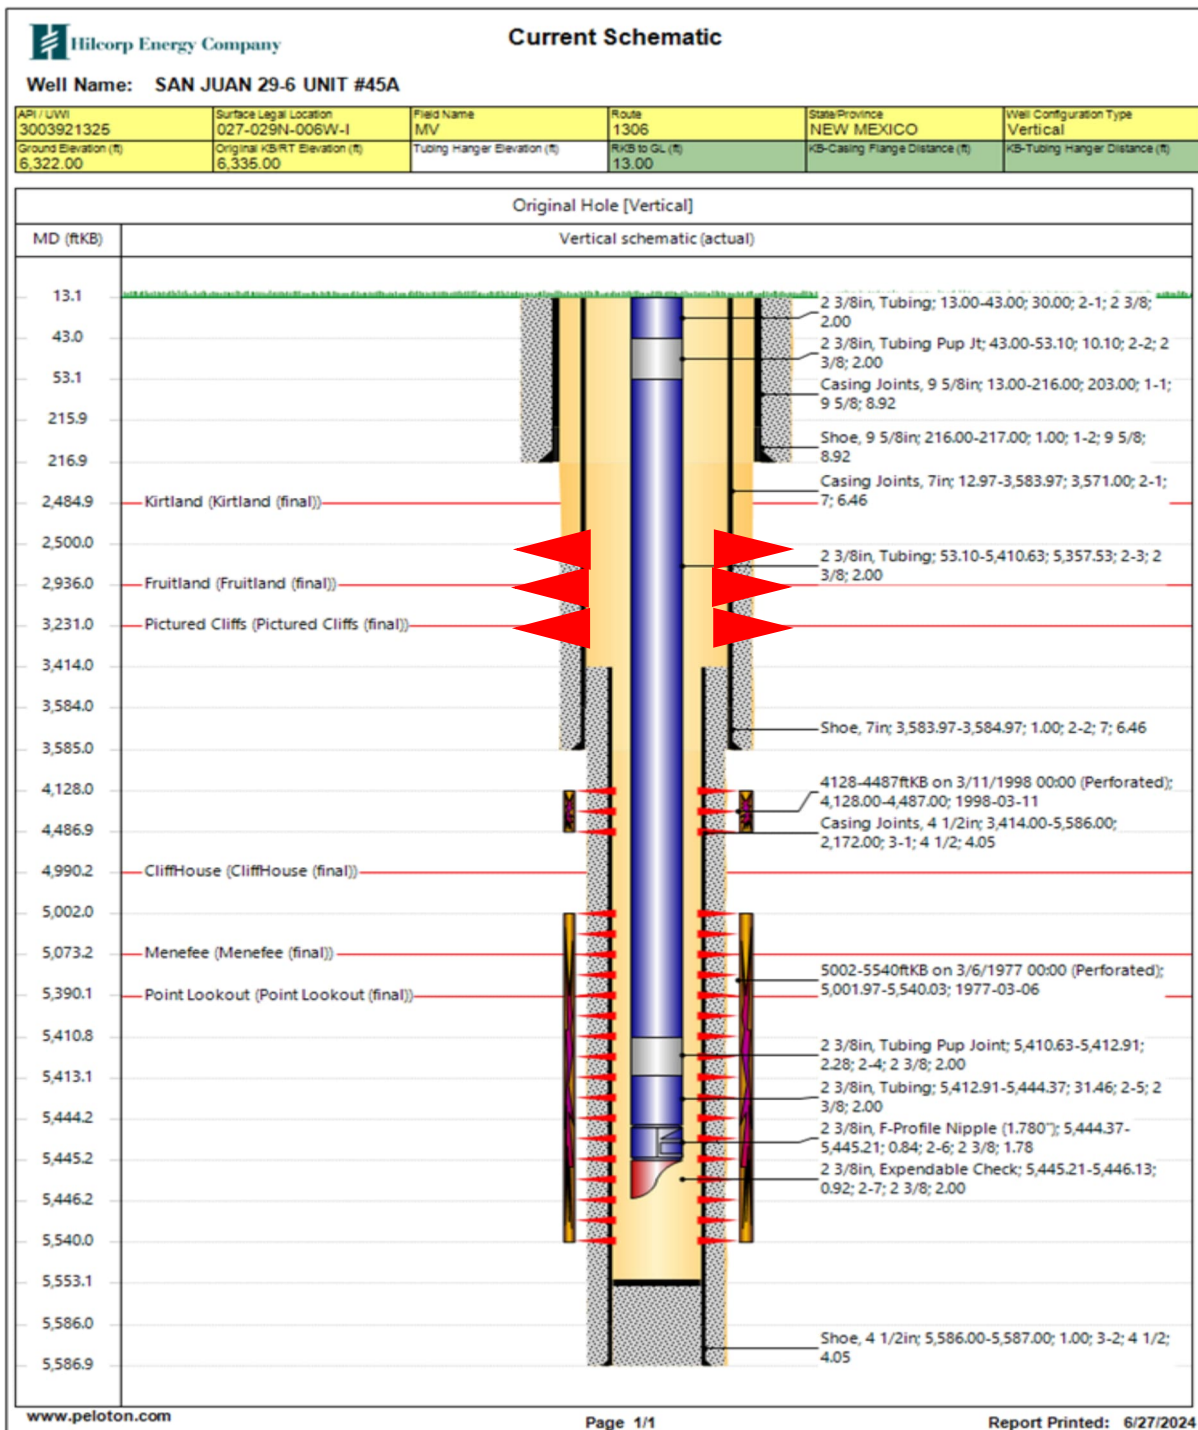 Hilcorp Energy Company
Current Schematic
Well Name: SAN JUAN 29-6 UNIT #45A
API / UWI
3003921325
Surface Legal Location
027-029N-006W-I
Field Name
MV
Route
1306
State/Province
NEW MEXICO
Well Configuration Type
Vertical
Ground Elevation (ft)
6,322.00
Original KB/RT Elevation (ft)
6,335.00
Tubing Hanger Elevation (ft)
RKB to GL (ft)
13.00
KB-Casing Flange Distance (ft)
KB-Tubing Hanger Distance (ft)
Original Hole [Vertical]
MD (ftKB)
Vertical schematic (actual)
13.1
2 3/8in, Tubing; 13.00-43.00; 30.00; 2-1; 2 3/8;
2.00
43.0
2 3/8in, Tubing Pup Jt; 43.00-53.10; 10.10; 2-2; 2
3/8; 2.00
53.1
Casing Joints, 9 5/8in; 13.00-216.00; 203.00; 1-1;
9 5/8; 8.92
215.9
Shoe, 9 5/8in; 216.00-217.00; 1.00; 1-2; 9 5/8;
8.92
216.9
Casing Joints, 7in; 12.97-3,583.97; 3,571.00; 2-1;
7; 6.46
2,484.9
Kirtland (Kirtland (final))
2,500.0
2 3/8in, Tubing; 53.10-5,410.63; 5,357.53; 2-3; 2
3/8; 2.00
2,936.0
Fruitland (Fruitland (final))
3,231.0
Pictured Cliffs (Pictured Cliffs (final))
3,414.0
3,584.0
Shoe, 7in; 3,583.97-3,584.97; 1.00; 2-2; 7; 6.46
3,585.0
4,128.0
4128-4487ftKB on 3/11/1998 00:00 (Perforated);
4,128.00-4,487.00; 1998-03-11
4,486.9
Casing Joints, 4 1/2in; 3,414.00-5,586.00;
2,172.00; 3-1; 4 1/2; 4.05
4,990.2
CliffHouse (CliffHouse (final))
5,002.0
5,073.2
Menefee (Menefee (final))
5002-5540ftKB on 3/6/1977 00:00 (Perforated);
5,001.97-5,540.03; 1977-03-06
5,390.1
Point Lookout (Point Lookout (final))
5,410.8
2 3/8in, Tubing Pup Joint; 5,410.63-5,412.91;
2.28; 2-4; 2 3/8; 2.00
5,413.1
2 3/8in, Tubing; 5,412.91-5,444.37; 31.46; 2-5; 2
3/8; 2.00
5,444.2
2 3/8in, F-Profile Nipple (1.780"); 5,444.37-
5,445.21; 0.84; 2-6; 2 3/8; 1.78
5,445.2
2 3/8in, Expendable Check; 5,445.21-5,446.13;
0.92; 2-7; 2 3/8; 2.00
5,446.2
5,540.0
5,553.1
5,586.0
Shoe, 4 1/2in; 5,586.00-5,587.00; 1.00; 3-2; 4 1/2;
4.05
5,586.9
www.peloton.com
Page 1/1
Report Printed: 6/27/2024